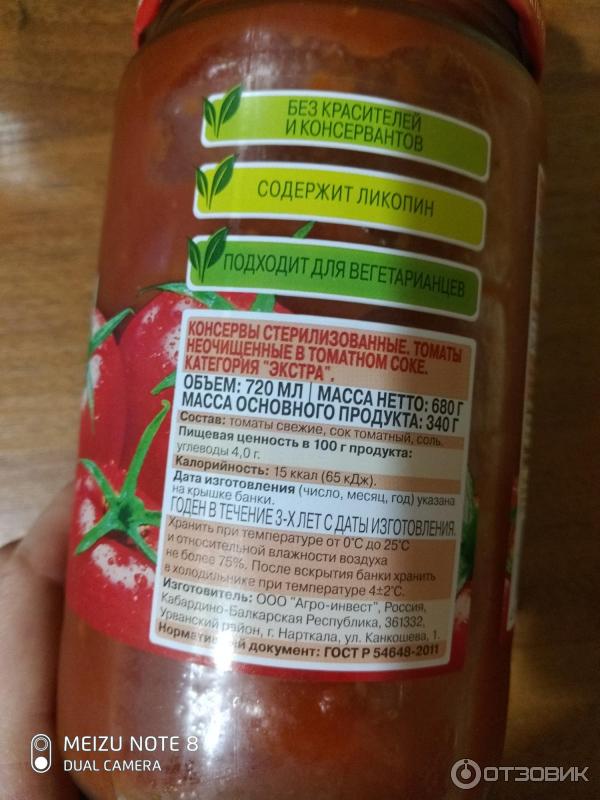 БЕЗ КРАСИТЕЛЕЙ
И КОНСЕРВАНТОВ
СОДЕРЖИТ ЛИКОПИН
ПОДХОДИТ ДЛЯ ВЕГЕТАРИАНЦЕВ
КОНСЕРВЫ СТЕРИЛИЗОВАННЫЕ. ТОМАТЫ
НЕОЧИЩЕННЫЕ В ТОМАТНОМ СОКЕ.
КАТЕГОРИЯ "ЭКСТРА".
ОБЪЕМ: 720 МЛ | МАССА НЕТТО: 680 Г
МАССА ОСНОВНОГО ПРОДУКТА: 340 Г
Состав: томаты свежие, сок томатный, соль.
Пищевая ценность в 100 г продукта:
углеводы 4,0 г.
Калорийность: 15 ккал (65 кДж).
Дата изготовления (число, месяц, год) указана
на крышке банки.
ГОДЕН В ТЕЧЕНИЕ 3-Х ЛЕТ С ДАТЫ ИЗГОТОВЛЕНИЯ.
Хранить при температуре от 0°С до 25°С
и относительной влажности воздуха
не более 75%. После вскрытия банки хранить
в холодильнике при температуре 4±2°С.
Изготовитель: ООО "Агро-инвест", Россия,
Кабардино-Балкарская Республика, 361332,
Урванский район, г. Нарткала, ул. Канкошева, 1.
Нормативный документ: ГОСТ Р 54648-2011
MEIZU NOTE 8
DUAL CAMERA
ОТЗОВИК